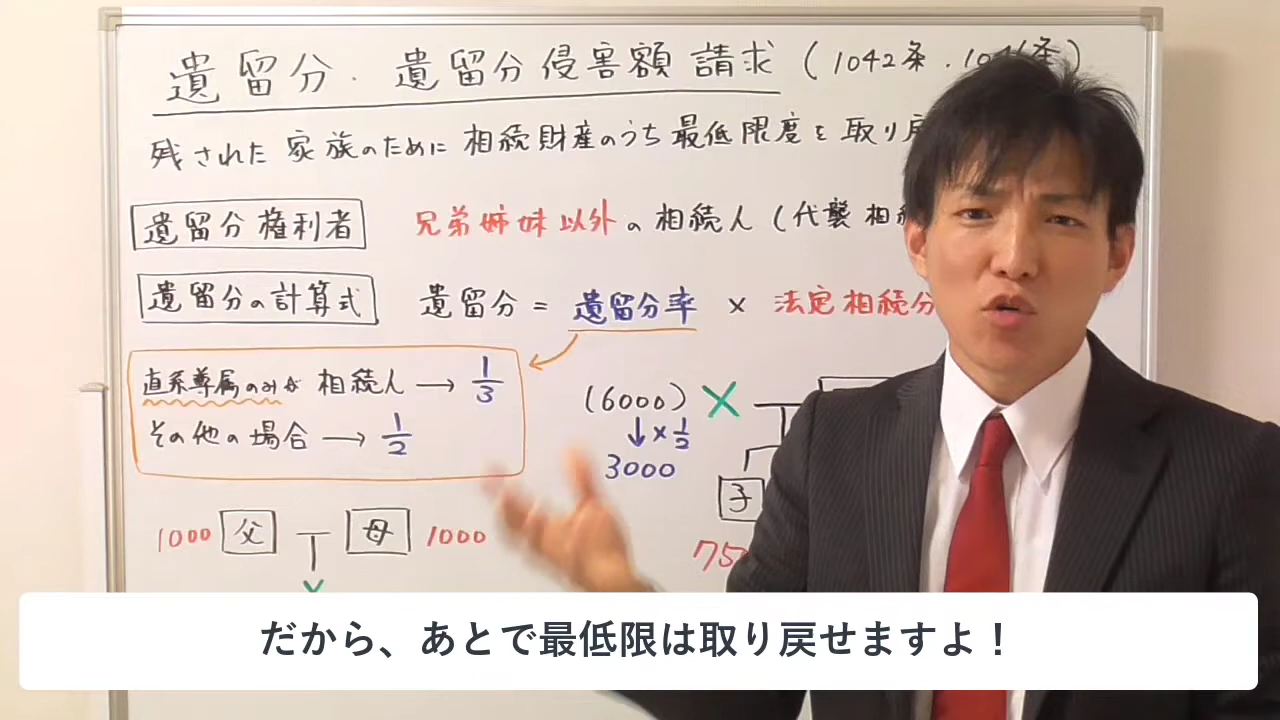 遺留分・遺留分侵害額請求 (1042条・
残された家族のために相続財産のうち最低限度を取り戻
遺留分権利者 兄弟姉妹以外の相続人 (代襲相続
遺留分の計算式 遺留分 = 遺留分率 × 法定相続分
直系尊属のみが相続人 → 1/3
その他の場合 → 1/2
(6000) ×
↓×1/2
3000
子
75
1000 父 母 1000
だから、あとで最低限は取り戻せますよ！